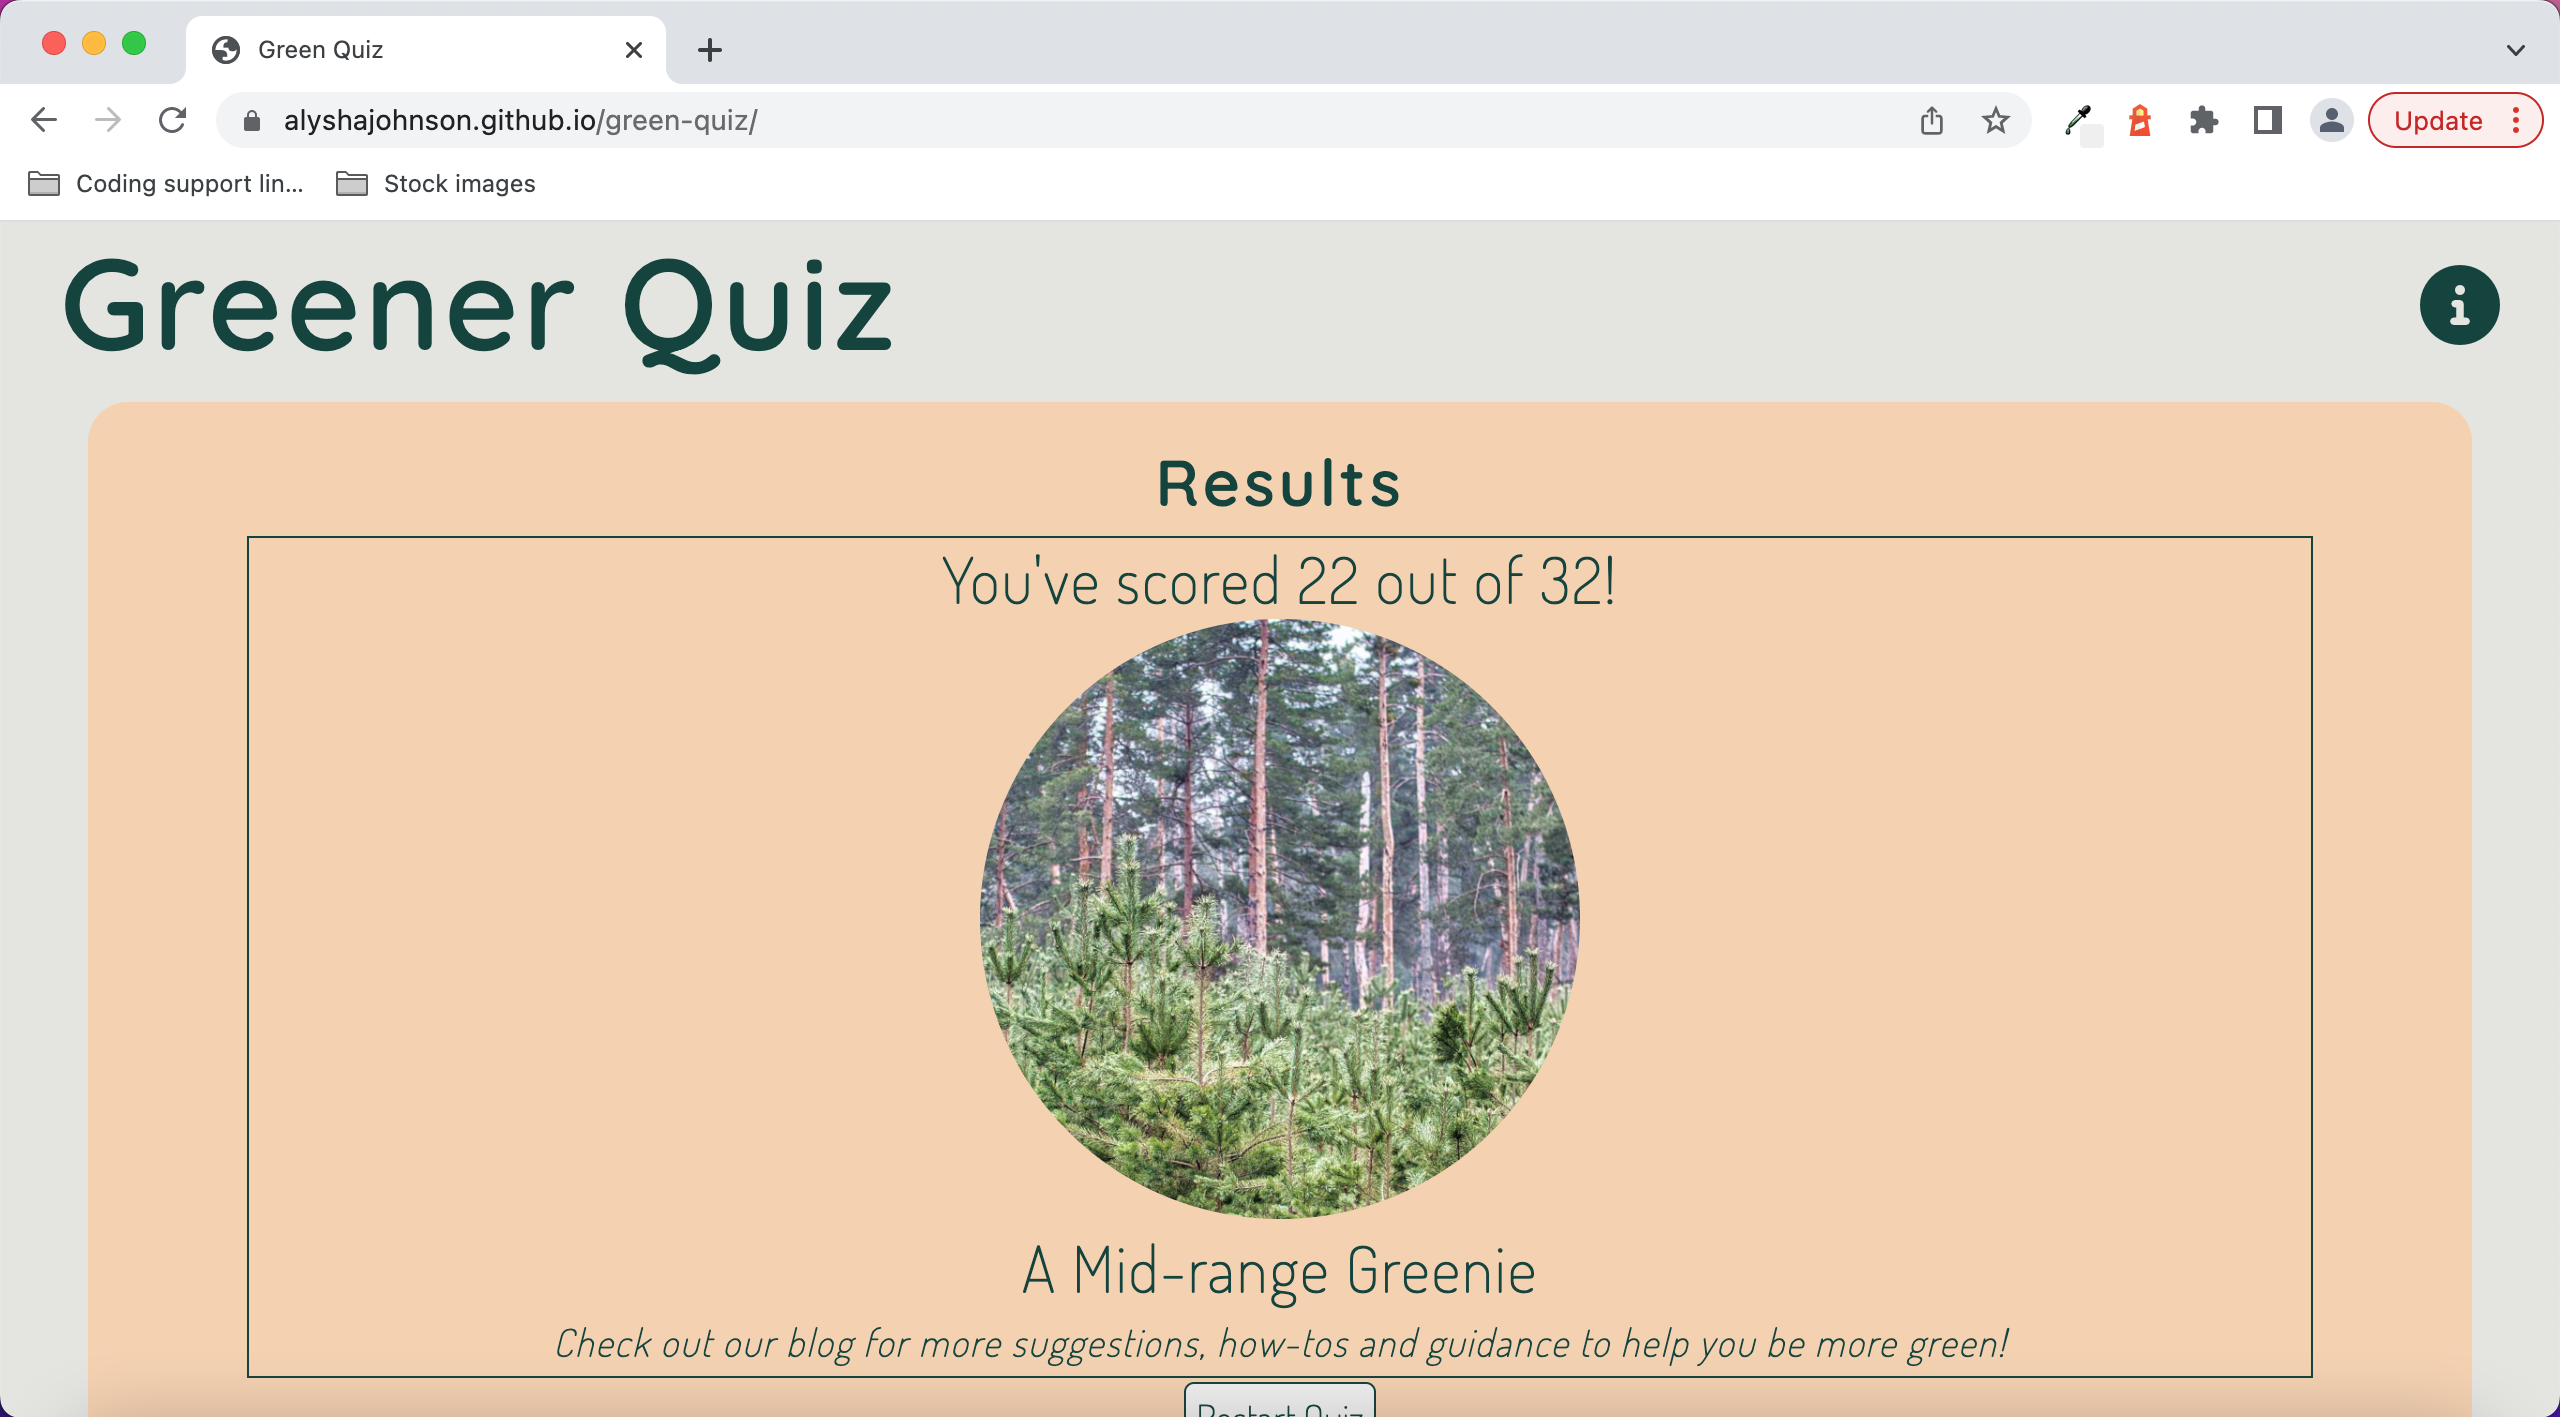 Green Quiz
alyshajohnson.github.io/green-quiz/
Update
Coding support lin...
Stock images
Greener Quiz
Results
You've scored 22 out of 32!
A Mid-range Greenie
Check out our blog for more suggestions, how-tos and guidance to help you be more green!
Restart Quiz